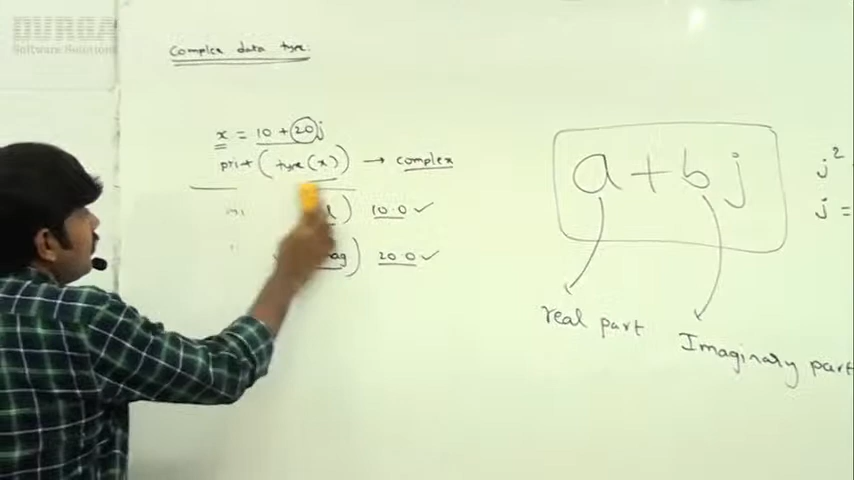 DURGA
Software Solutions
Complex data type:
x = 10 + 20j
print(type(x)) → complex
) 10.0 ✓
ag) 20.0 ✓
a+bj
j²
j =
real part
Imaginary part